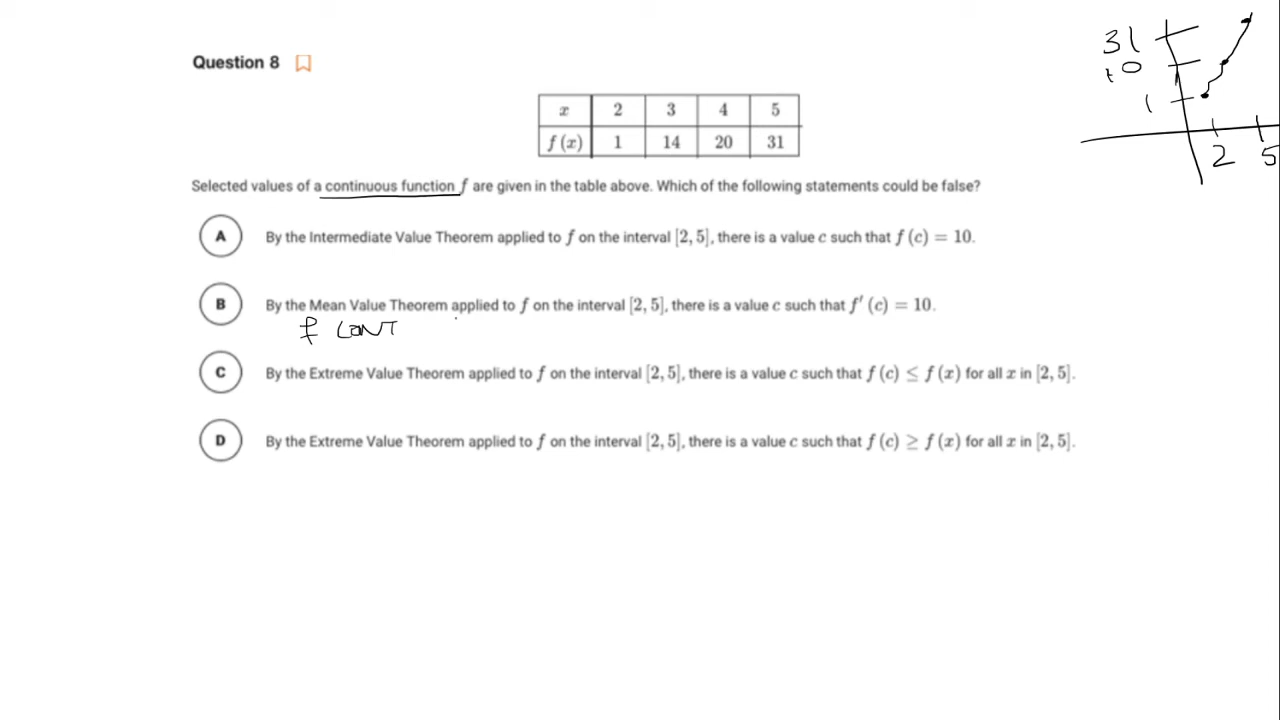 Question 8
x 2 3 4 5
f (x) 1 14 20 31
Selected values of a continuous function f are given in the table above. Which of the following statements could be false?
A By the Intermediate Value Theorem applied to f on the interval [2, 5], there is a value c such that f (c) = 10.
B By the Mean Value Theorem applied to f on the interval [2, 5], there is a value c such that f′ (c) = 10.
f CONT
C By the Extreme Value Theorem applied to f on the interval [2, 5], there is a value c such that f (c) ≤ f (x) for all x in [2, 5].
D By the Extreme Value Theorem applied to f on the interval [2, 5], there is a value c such that f (c) ≥ f (x) for all x in [2, 5].
31
10
1
2 5